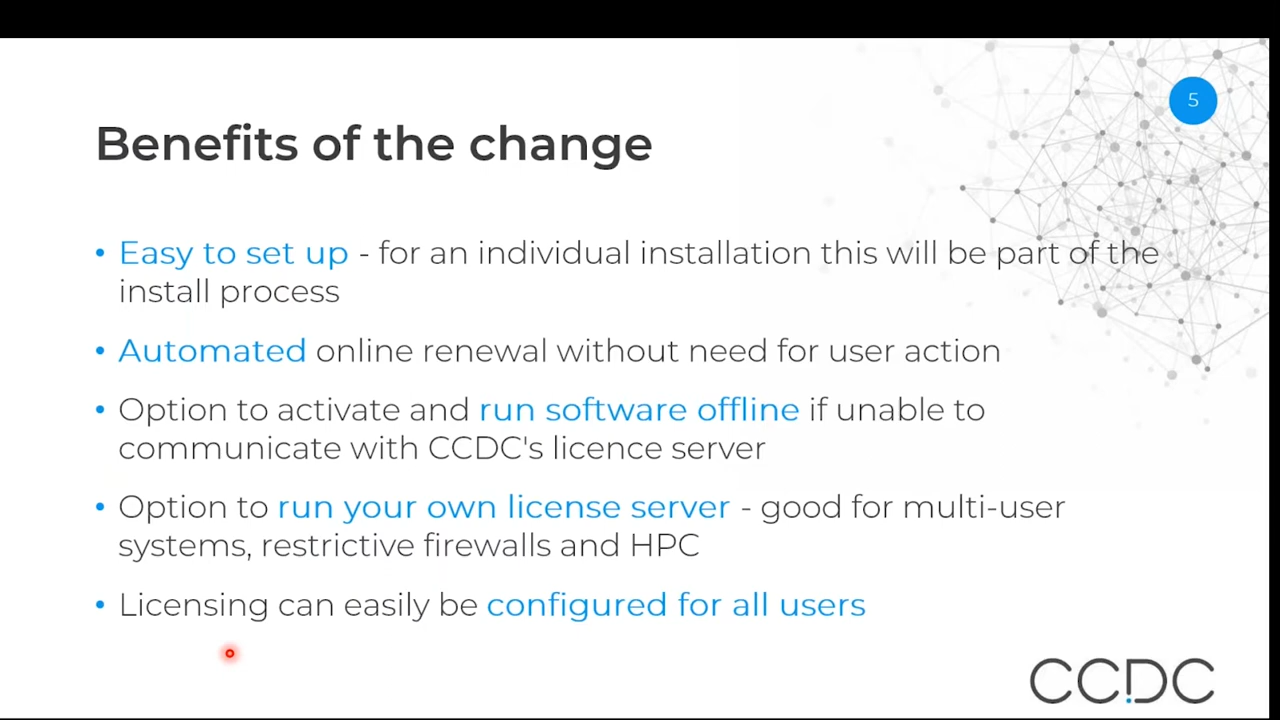 5
Benefits of the change
• Easy to set up - for an individual installation this will be part of the
install process
• Automated online renewal without need for user action
• Option to activate and run software offline if unable to
communicate with CCDC's licence server
• Option to run your own license server - good for multi-user
systems, restrictive firewalls and HPC
• Licensing can easily be configured for all users
CCDC